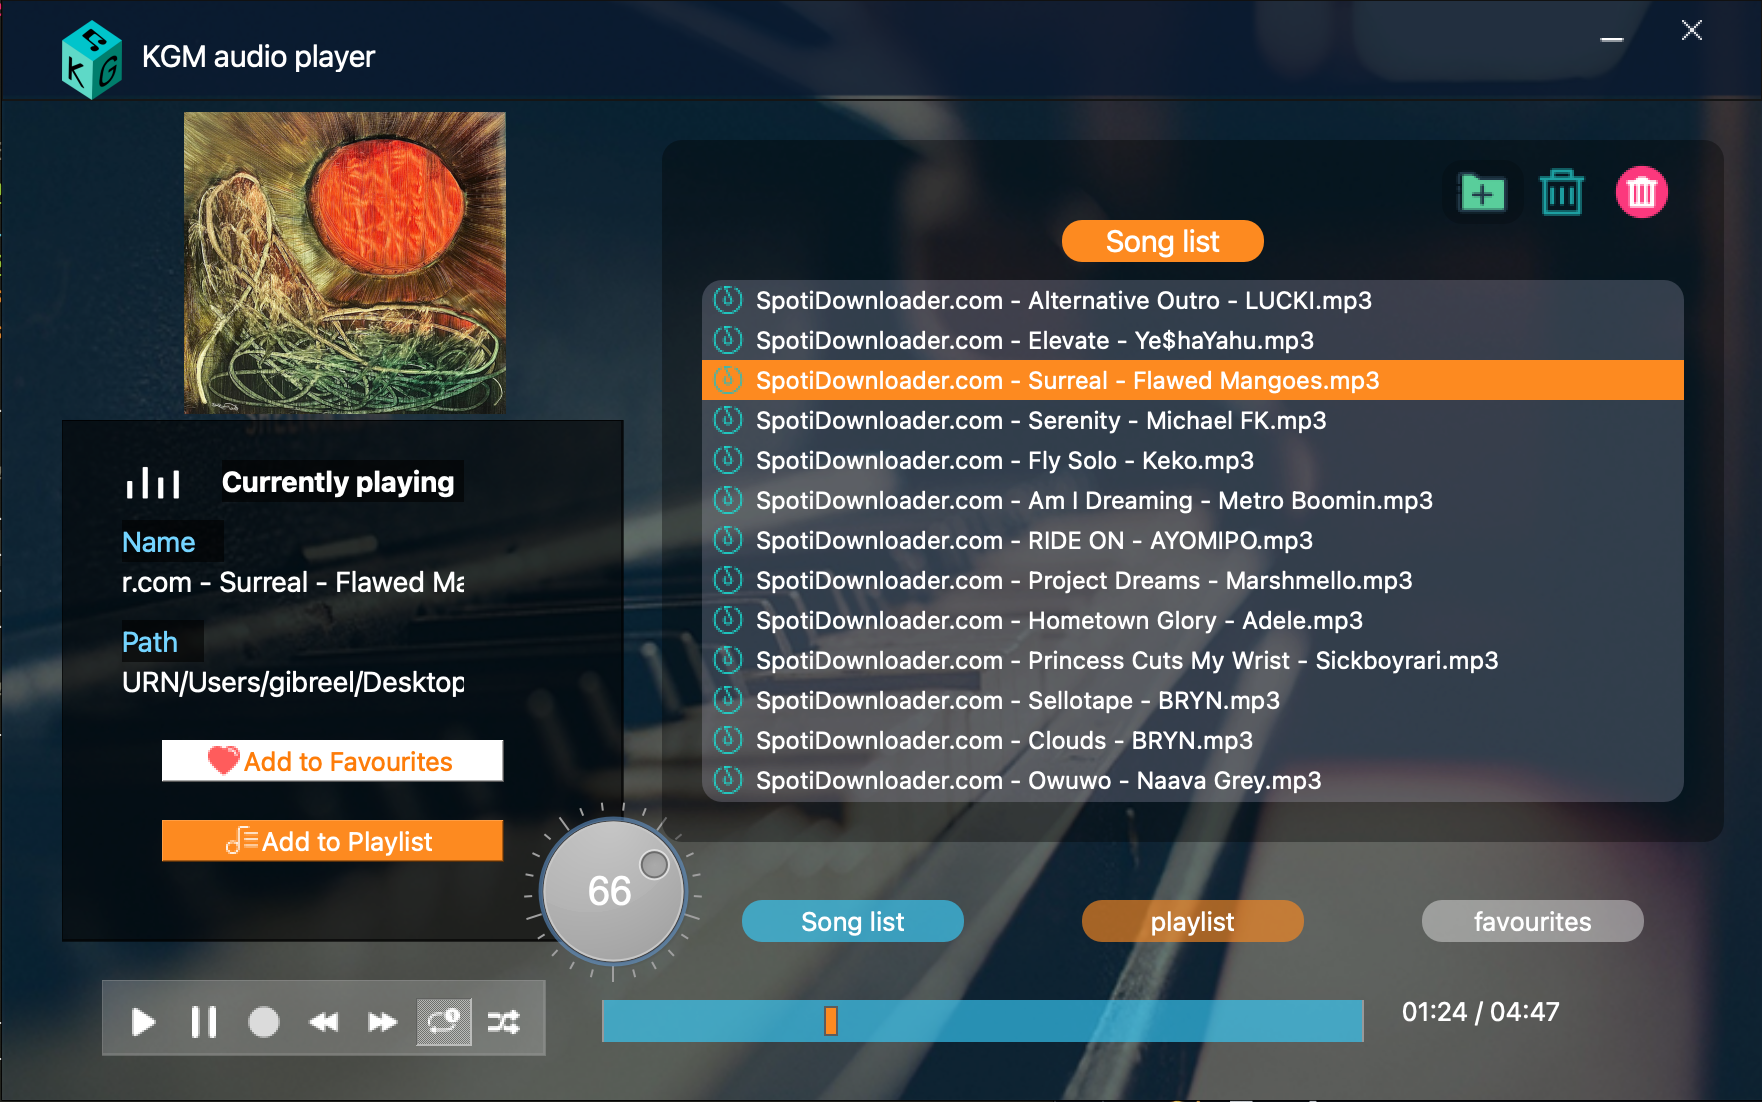 KGM audio player
Currently playing
Name
r.com - Surreal - Flawed Ma
Path
URN/Users/gibreel/Desktop
Add to Favourites
Add to Playlist
66
Song list
SpotiDownloader.com - Alternative Outro - LUCKI.mp3
SpotiDownloader.com - Elevate - Ye$haYahu.mp3
SpotiDownloader.com - Surreal - Flawed Mangoes.mp3
SpotiDownloader.com - Serenity - Michael FK.mp3
SpotiDownloader.com - Fly Solo - Keko.mp3
SpotiDownloader.com - Am I Dreaming - Metro Boomin.mp3
SpotiDownloader.com - RIDE ON - AYOMIPO.mp3
SpotiDownloader.com - Project Dreams - Marshmello.mp3
SpotiDownloader.com - Hometown Glory - Adele.mp3
SpotiDownloader.com - Princess Cuts My Wrist - Sickboyrari.mp3
SpotiDownloader.com - Sellotape - BRYN.mp3
SpotiDownloader.com - Clouds - BRYN.mp3
SpotiDownloader.com - Owuwo - Naava Grey.mp3
Song list
playlist
favourites
01:24 / 04:47